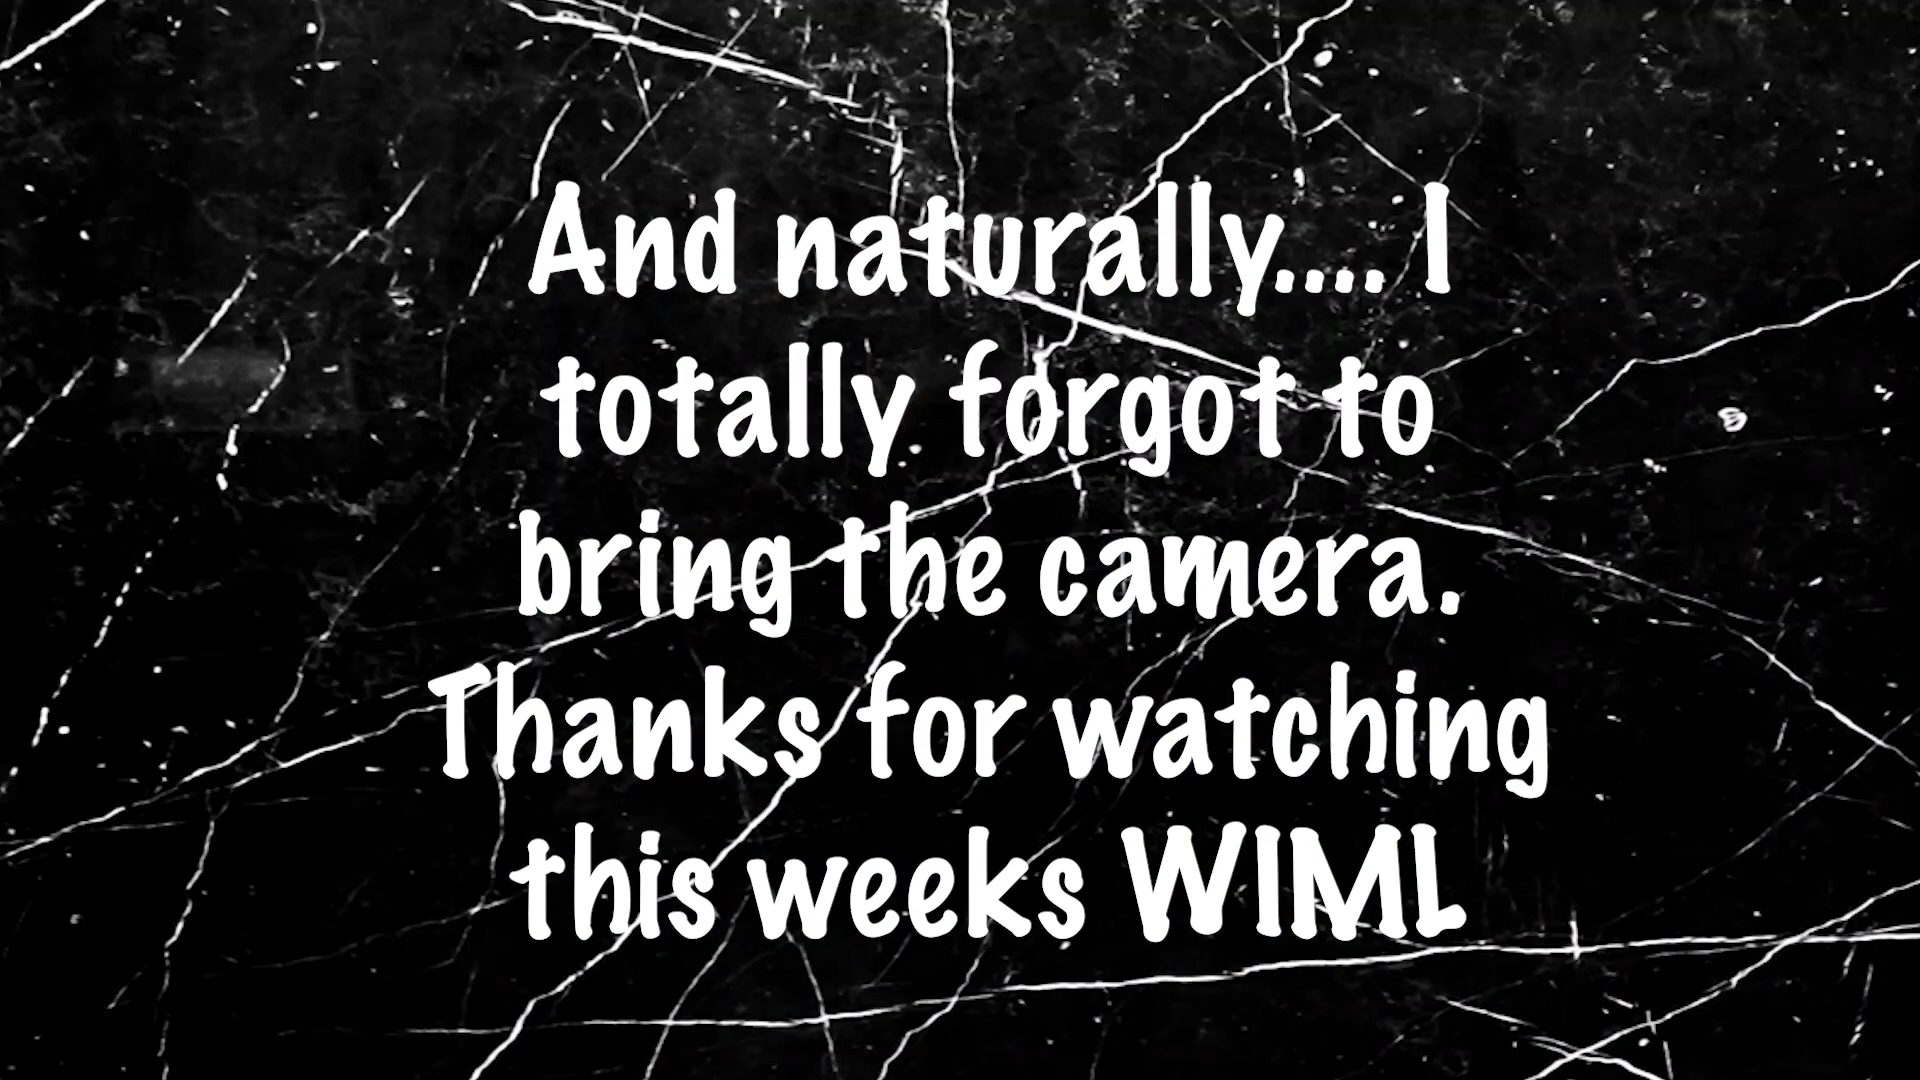 And naturally.... I
totally forgot to
bring the camera.
Thanks for watching
this weeks WIML